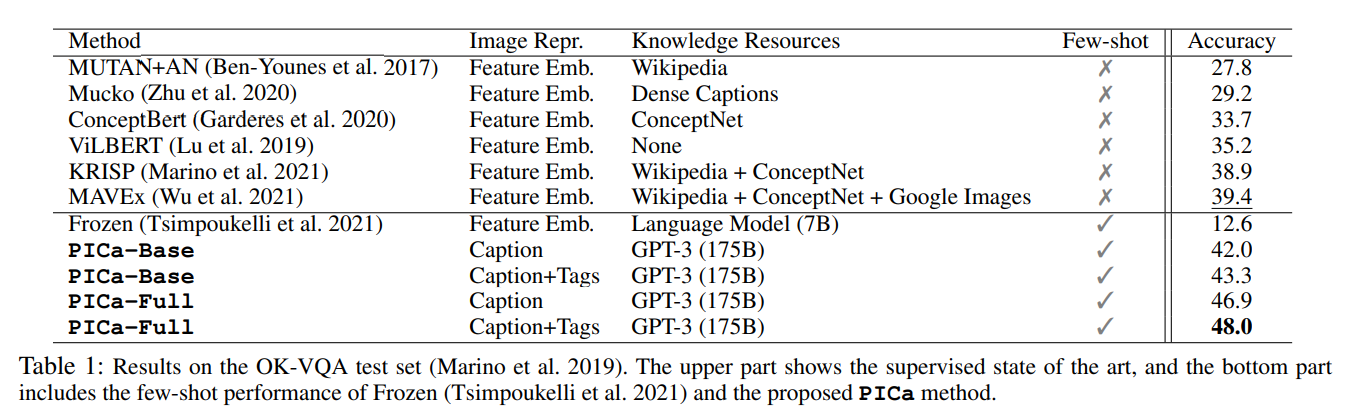 Method Image Repr. Knowledge Resources Few-shot Accuracy
MUTAN+AN (Ben-Younes et al. 2017) Feature Emb. Wikipedia ✗ 27.8
Mucko (Zhu et al. 2020) Feature Emb. Dense Captions ✗ 29.2
ConceptBert (Garderes et al. 2020) Feature Emb. ConceptNet ✗ 33.7
ViLBERT (Lu et al. 2019) Feature Emb. None ✗ 35.2
KRISP (Marino et al. 2021) Feature Emb. Wikipedia + ConceptNet ✗ 38.9
MAVEx (Wu et al. 2021) Feature Emb. Wikipedia + ConceptNet + Google Images ✗ 39.4
Frozen (Tsimpoukelli et al. 2021) Feature Emb. Language Model (7B) ✓ 12.6
PICa-Base Caption GPT-3 (175B) ✓ 42.0
PICa-Base Caption+Tags GPT-3 (175B) ✓ 43.3
PICa-Full Caption GPT-3 (175B) ✓ 46.9
PICa-Full Caption+Tags GPT-3 (175B) ✓ 48.0
Table 1: Results on the OK-VQA test set (Marino et al. 2019). The upper part shows the supervised state of the art, and the bottom part
includes the few-shot performance of Frozen (Tsimpoukelli et al. 2021) and the proposed PICa method.